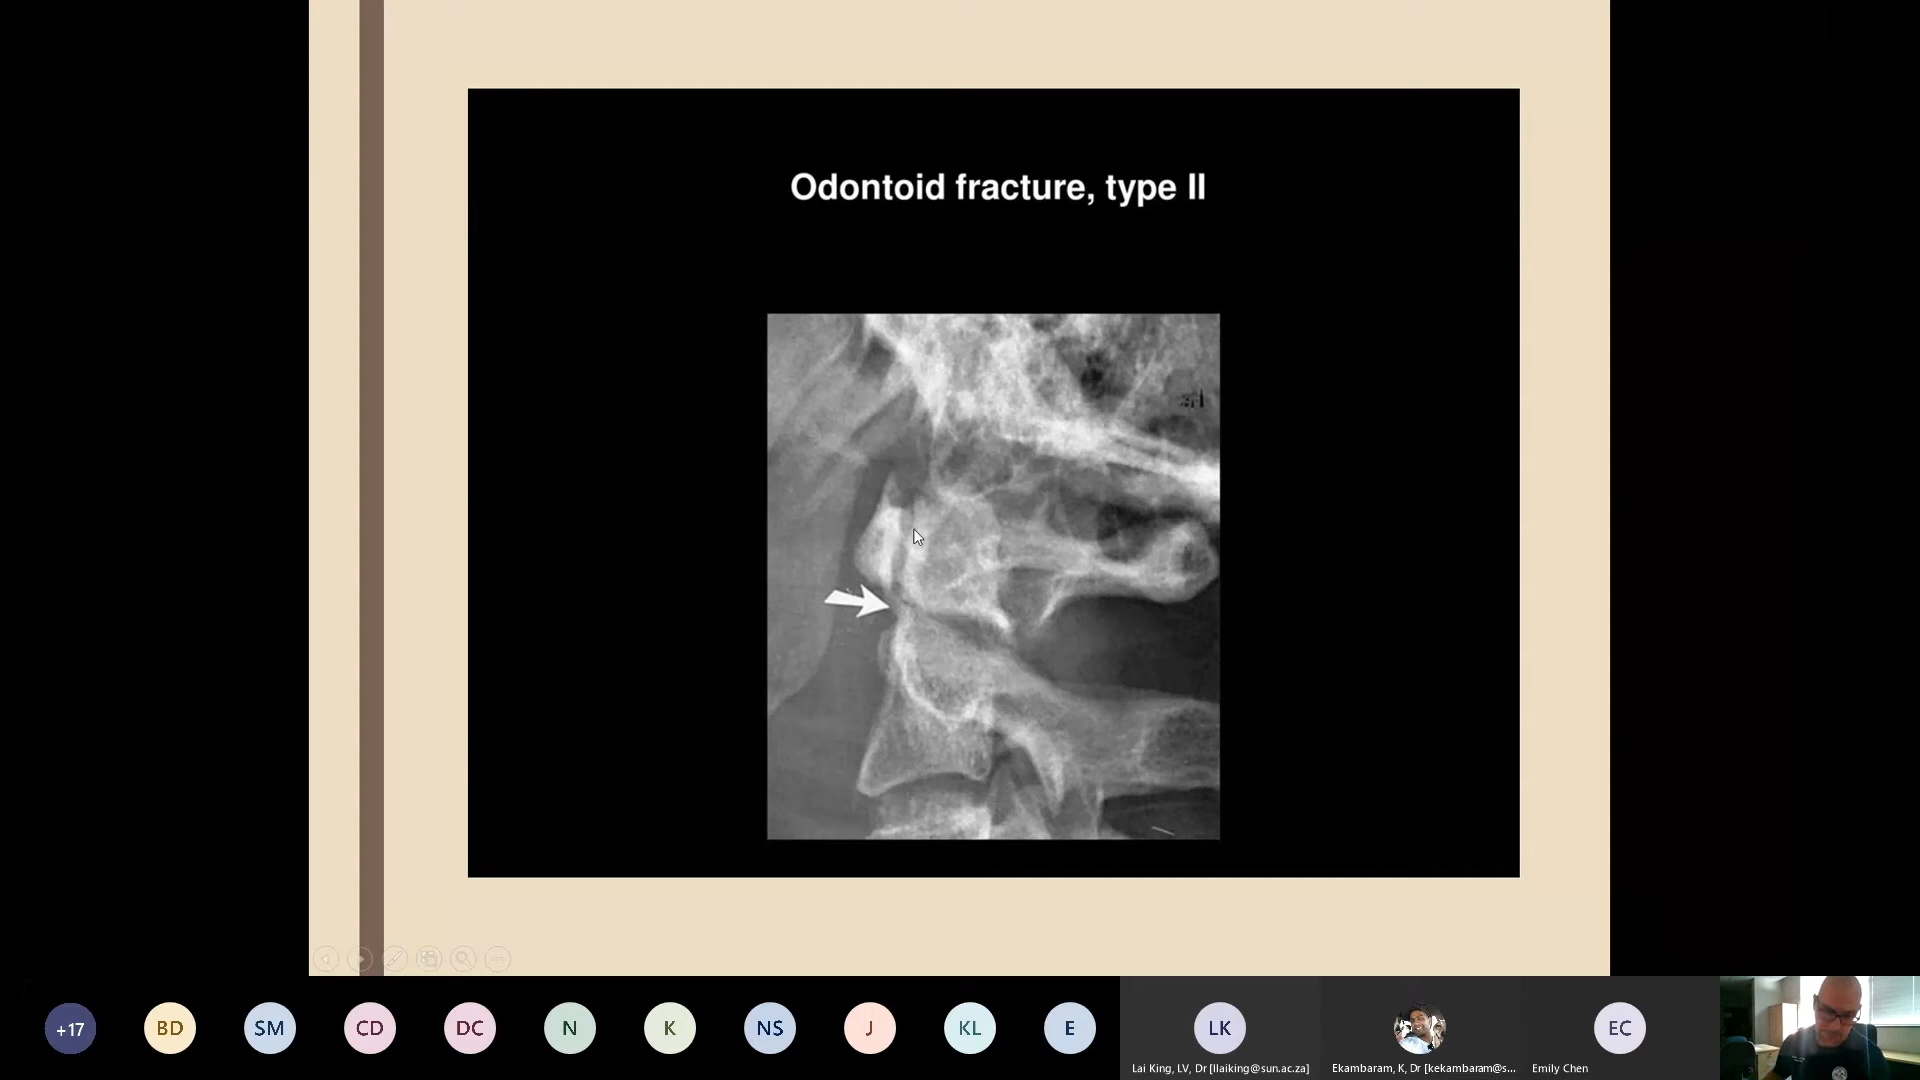 Odontoid fracture, type II
+17
BD
SM
CD
DC
N
K
NS
J
KL
E
LK
EC
Lai King, LV, Dr [llaiking@sun.ac.za]
Ekambaram, K, Dr [kekambaram@s...
Emily Chen